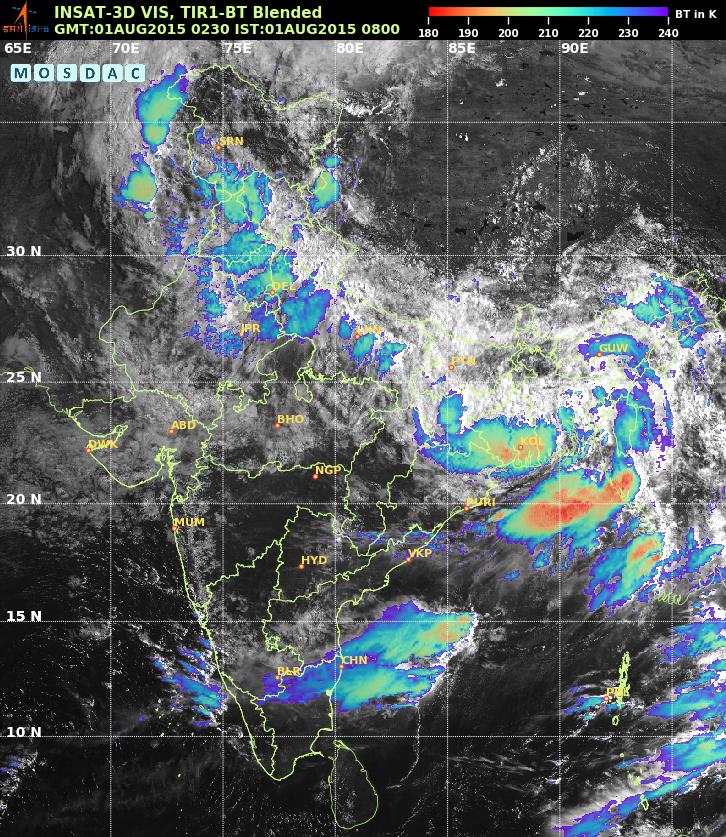 INSAT-3D VIS, TIR1-BT Blended
GMT:01AUG2015 0230 IST:01AUG2015 0800
BT in K
180 190 200 210 220 230 240
65E 70E 75E 80E 85E 90E
MOSDAC
SRN
30 N
DEL
JPR
GUW
PTN
25 N
ABD
BHO
DWK
KOL
NGP
20 N
PURI
MUM
VKP
HYD
15 N
CHN
BLR
10 N